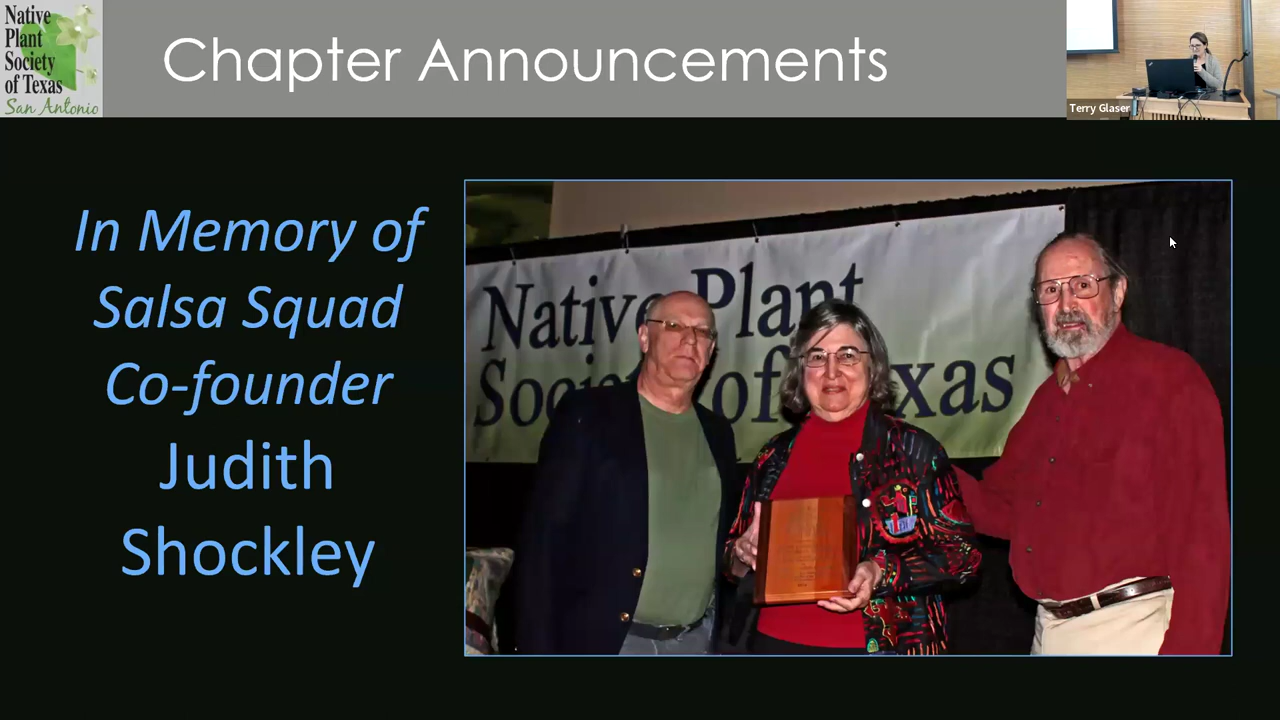 Native
Plant
Society
of Texas
San Antonio
Chapter Announcements
Terry Glaser
In Memory of
Salsa Squad
Co-founder
Judith
Shockley
Native Plant
Society of Texas